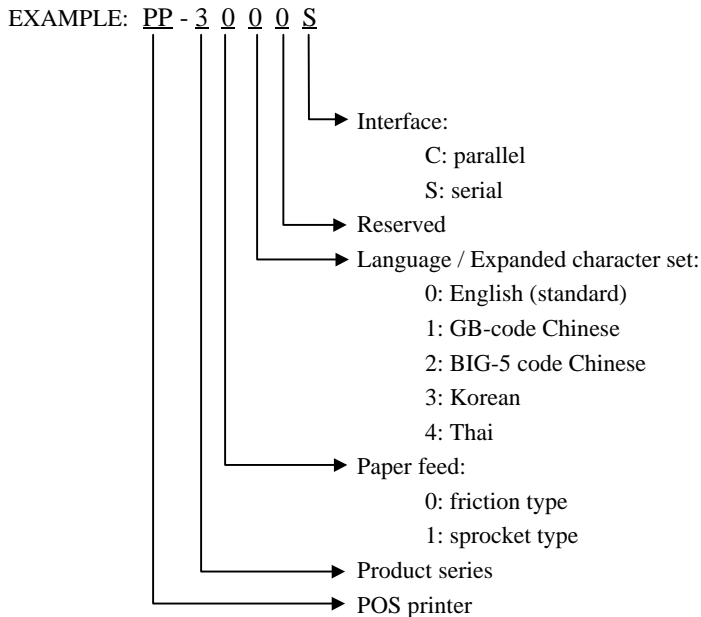 EXAMPLE: PP - 3 0 0 0 S
Interface:
C: parallel
S: serial
Reserved
Language / Expanded character set:
0: English (standard)
1: GB-code Chinese
2: BIG-5 code Chinese
3: Korean
4: Thai
Paper feed:
0: friction type
1: sprocket type
Product series
POS printer